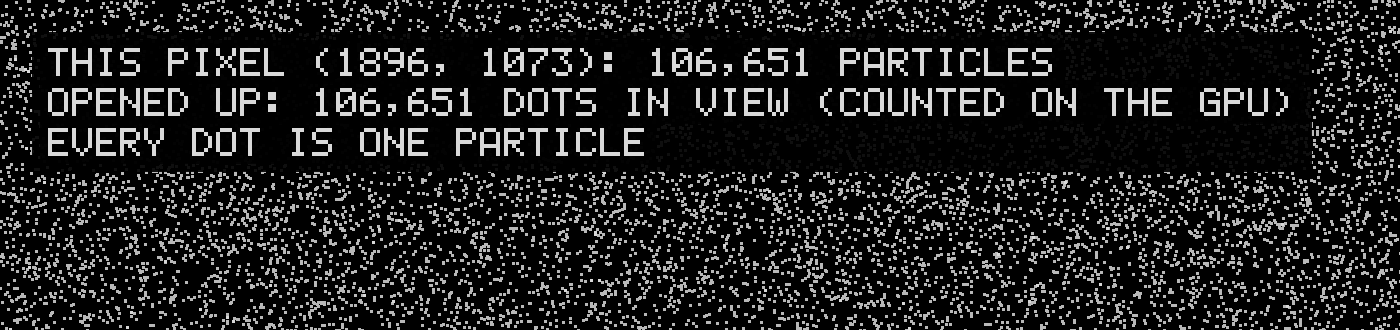 THIS PIXEL (1896, 1073): 106,651 PARTICLES
OPENED UP: 106,651 DOTS IN VIEW (COUNTED ON THE GPU)
EVERY DOT IS ONE PARTICLE